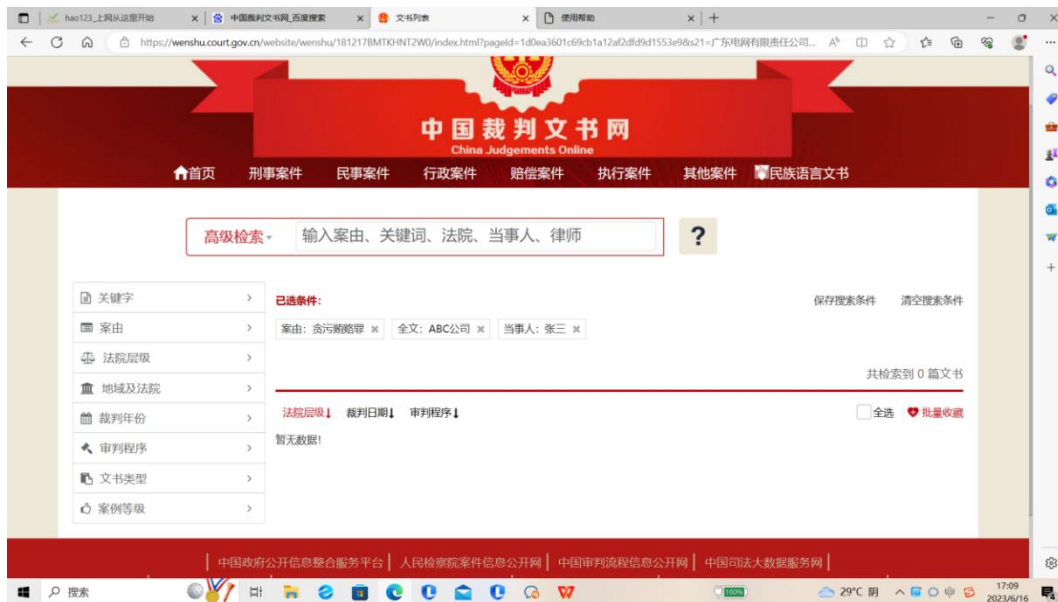 hao123_上网从这里开始
中国裁判文书网_百度搜索
文书列表
使用帮助
https://wenshu.court.gov.cn/website/wenshu/181217BMTKHNT2W0/index.html?pageId=1d0ea3601c69cb1a12af2dfd9d1553e9&s21=广东电网有限责任公司...
中国裁判文书网
China Judgements Online
首页 刑事案件 民事案件 行政案件 赔偿案件 执行案件 其他案件 民族语言文书
高级检索 输入案由、关键词、法院、当事人、律师 ?
关键字
案由
法院层级
地域及法院
裁判年份
审判程序
文书类型
案例等级
已选条件: 保存搜索条件 清空搜索条件
案由: 贪污贿赂罪 全文: ABC公司 当事人: 张三
共检索到 0 篇文书
法院层级 裁判日期 审判程序 全选 批量收藏
暂无数据!
中国政府公开信息整合服务平台 | 人民检察院案件信息公开网 | 中国审判流程信息公开网 | 中国司法大数据服务网 |
搜索 100% 29°C 阴 中 17:09
2023/6/16